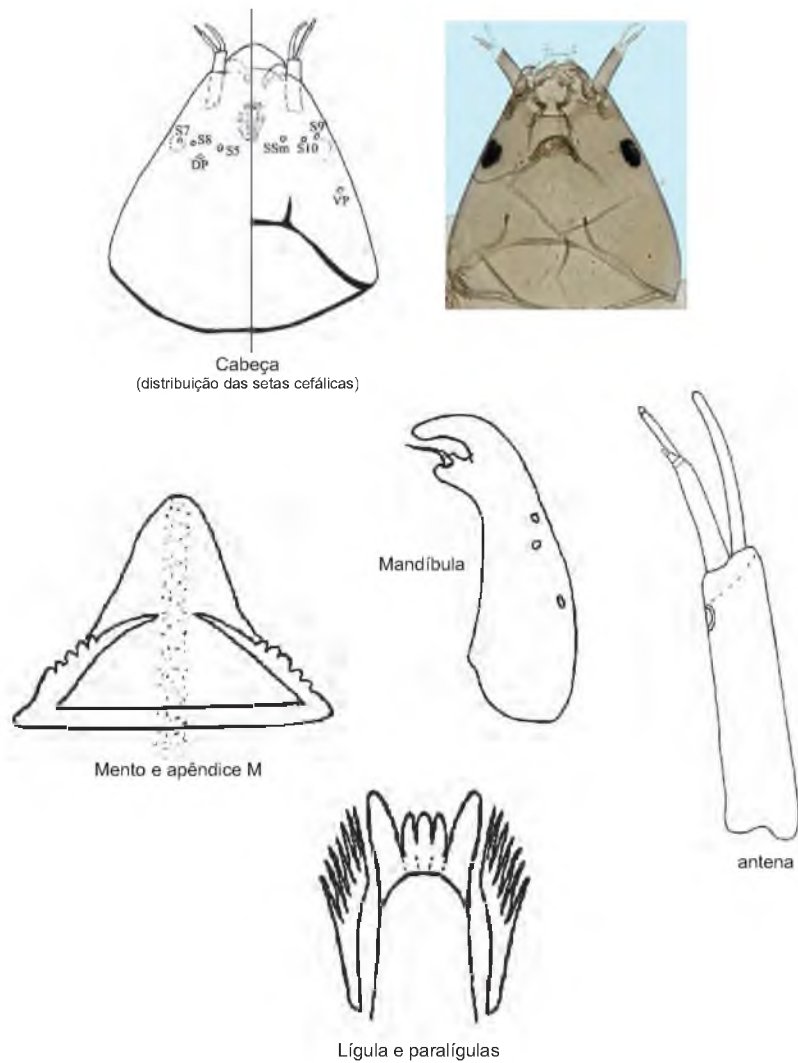 S7 S8 S5 SSm S10 S9
DP VP
Cabeça
(distribuição das setas cefálicas)
Mandíbula
Mento e apêndice M
antena
Lígula e paralígulas